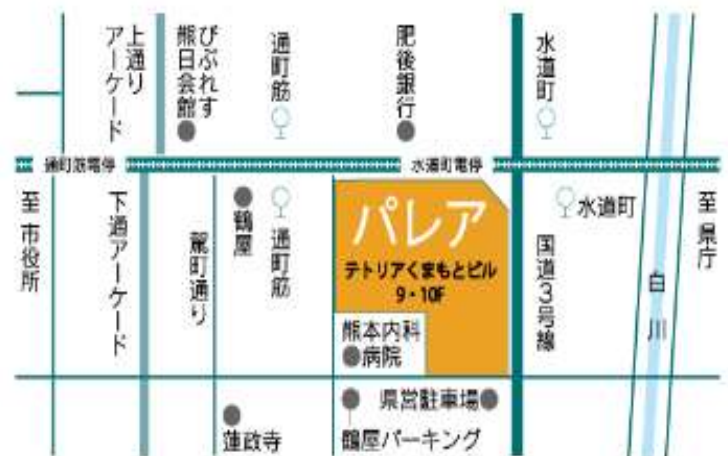 上通り
アーケード
びぷれす
熊日会館
通町筋
肥後銀行
水道町
通町筋電停
水道町電停
至 市役所
下通アーケード
駕町通り
鶴屋
通町筋
パレア
テトリアくまもとビル
9・10F
熊本内科
病院
国道3号線
水道町
白川
至 県庁
蓮政寺
県営駐車場
鶴屋パーキング